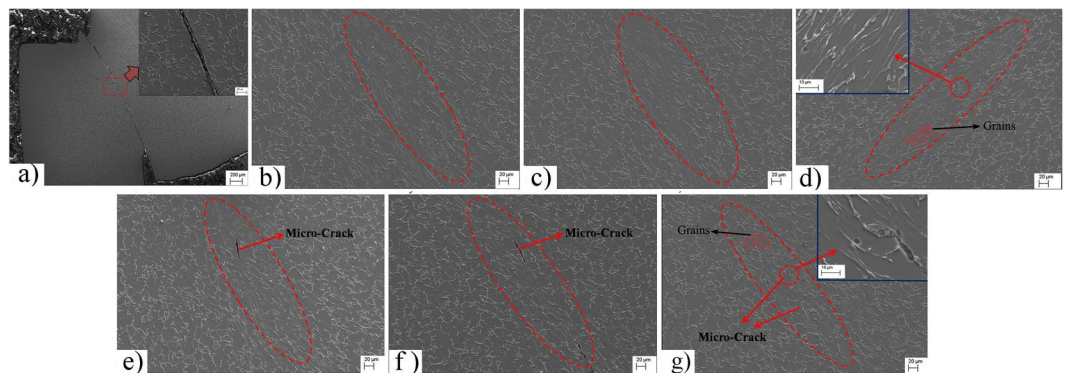 a)
200 µm
b)
20 µm
c)
20 µm
d)
10 µm
Grains
20 µm
e)
Micro-Crack
20 µm
f)
Micro-Crack
20 µm
g)
Grains
10 µm
Micro-Crack
20 µm